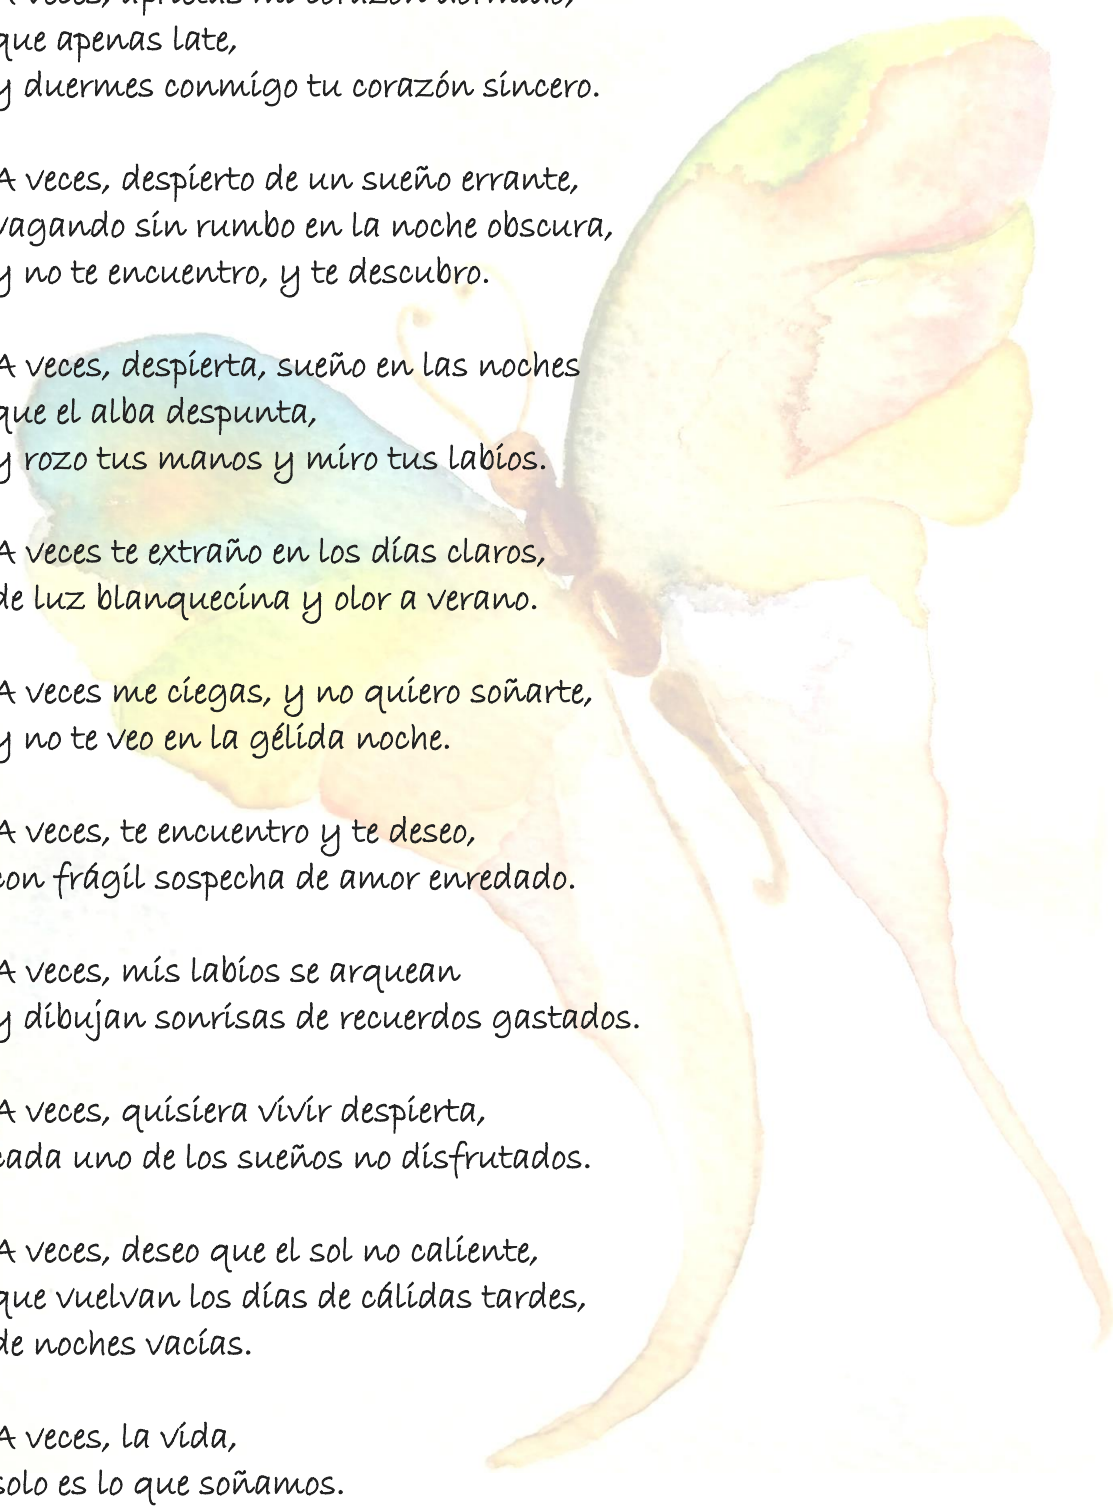 A veces, aprietas mi corazón dormido,
que apenas late,
y duermes conmigo tu corazón sincero.
A veces, despierto de un sueño errante,
vagando sin rumbo en la noche obscura,
y no te encuentro, y te descubro.
A veces, despierta, sueño en las noches
que el alba despunta,
y rozo tus manos y miro tus labios.
A veces te extraño en los días claros,
de luz blanquecina y olor a verano.
A veces me ciegas, y no quiero soñarte,
y no te veo en la gélida noche.
A veces, te encuentro y te deseo,
con frágil sospecha de amor enredado.
A veces, mis labios se arquean
y dibujan sonrisas de recuerdos gastados.
A veces, quisiera vivir despierta,
cada uno de los sueños no disfrutados.
A veces, deseo que el sol no caliente,
que vuelvan los días de cálidas tardes,
de noches vacías.
A veces, la vida,
solo es lo que soñamos.